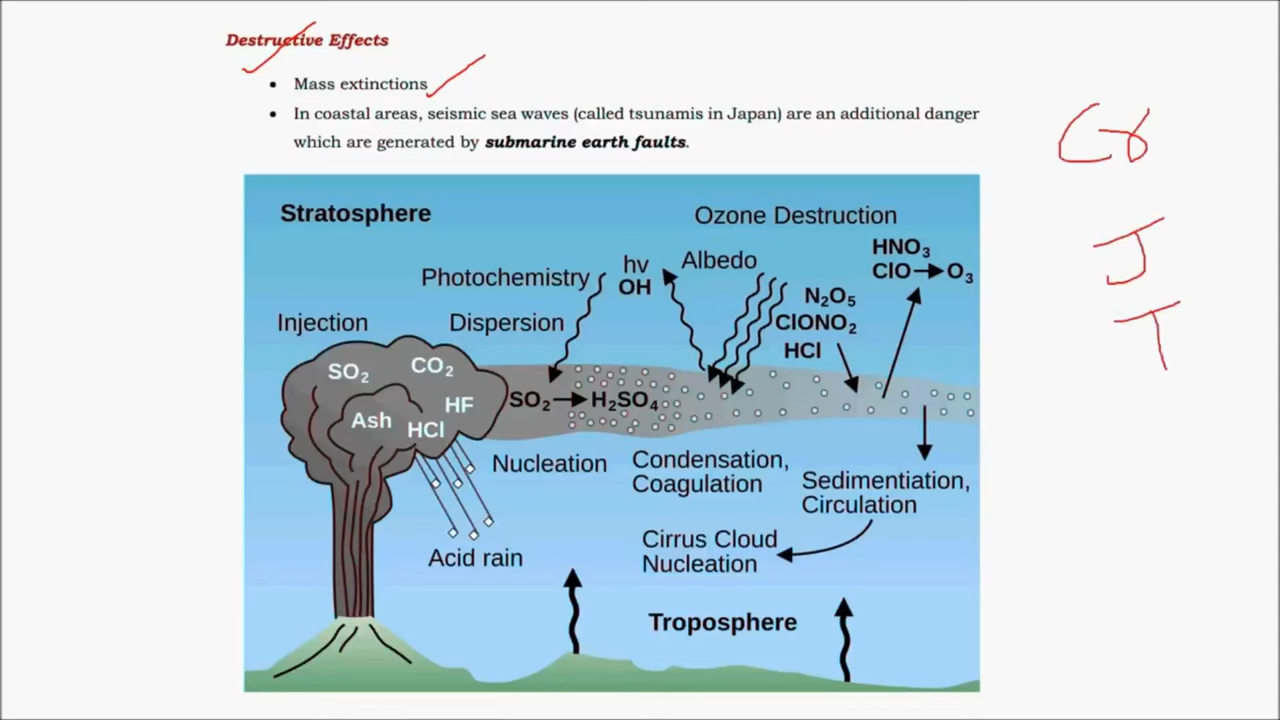 Destructive Effects
• Mass extinctions
• In coastal areas, seismic sea waves (called tsunamis in Japan) are an additional danger
which are generated by submarine earth faults.
Cr
J
T
Stratosphere
Ozone Destruction
HNO₃
ClO→O₃
hv
OH
Albedo
Photochemistry
N₂O₅
ClONO₂
HCl
Injection
Dispersion
SO₂
CO₂
HF
Ash
HCl
SO₂→H₂SO₄
Nucleation
Condensation,
Coagulation
Sedimentiation,
Circulation
Acid rain
Cirrus Cloud
Nucleation
Troposphere